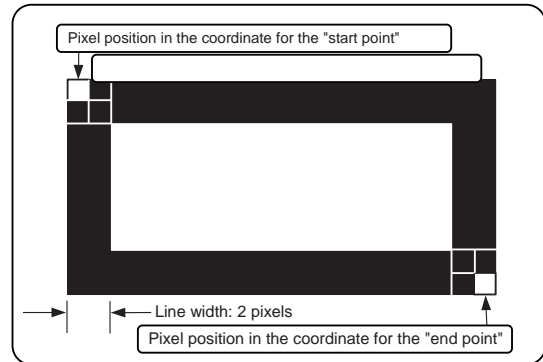 Pixel position in the coordinate for the "start point"
Line width: 2 pixels
Pixel position in the coordinate for the "end point"